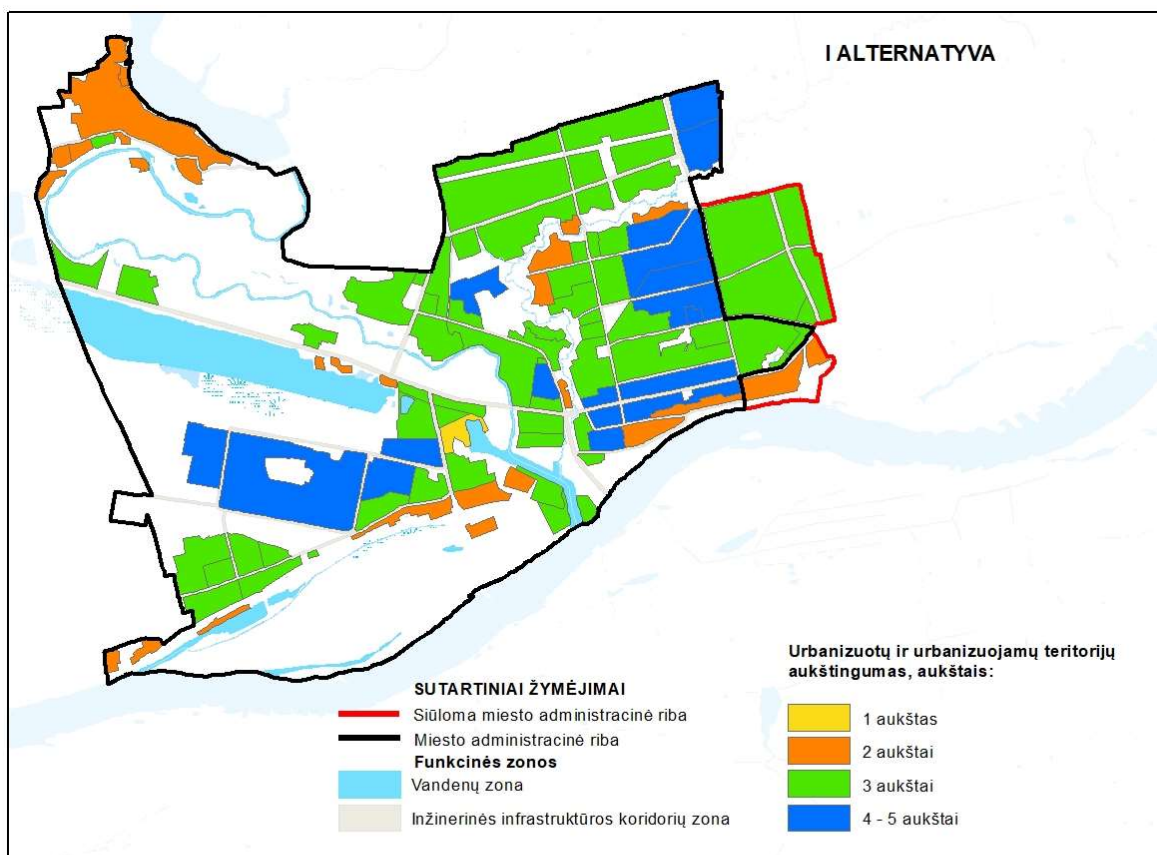 I ALTERNATYVA
SUTARTINIAI ŽYMĖJIMAI
Siūloma miesto administracinė riba
Miesto administracinė riba
Funkcinės zonos
Vandenų zona
Inžinerinės infrastruktūros koridorių zona
Urbanizuotų ir urbanizuojamų teritorijų
aukštingumas, aukštais:
1 aukštas
2 aukštai
3 aukštai
4 - 5 aukštai